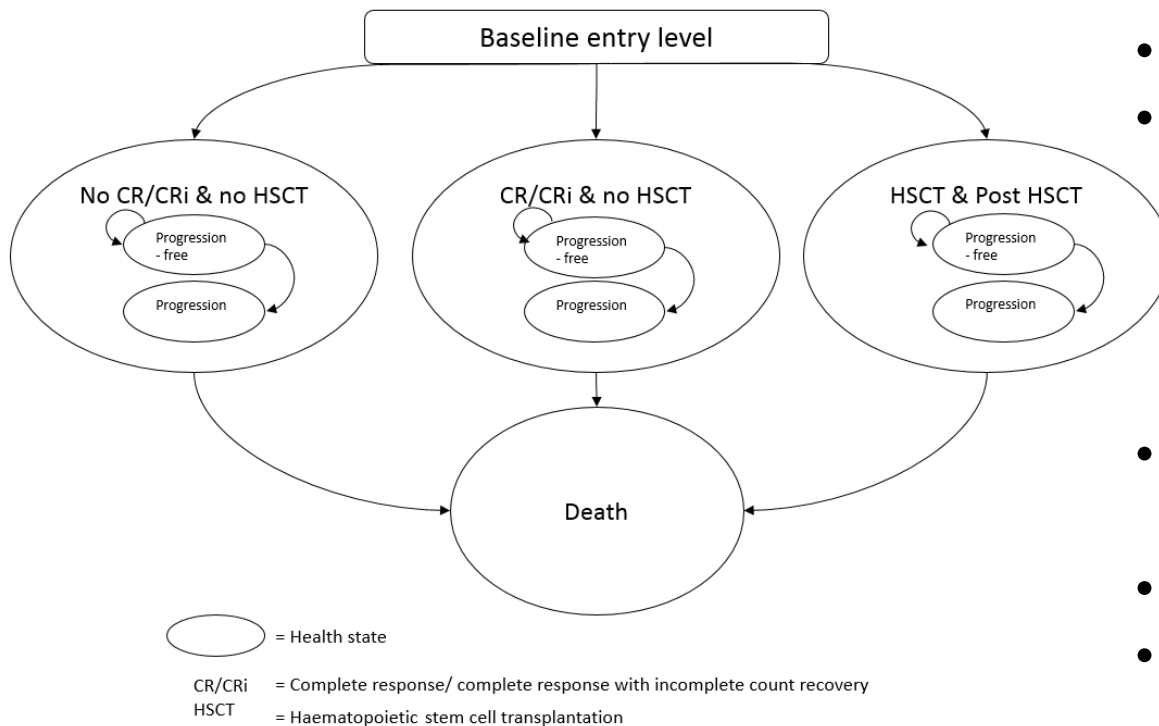 Baseline entry level
No CR/CRi & no HSCT
Progression
- free
Progression
CR/CRi & no HSCT
Progression
- free
Progression
HSCT & Post HSCT
Progression
- free
Progression
Death
= Health state
CR/CRi = Complete response/ complete response with incomplete count recovery
HSCT = Haematopoietic stem cell transplantation